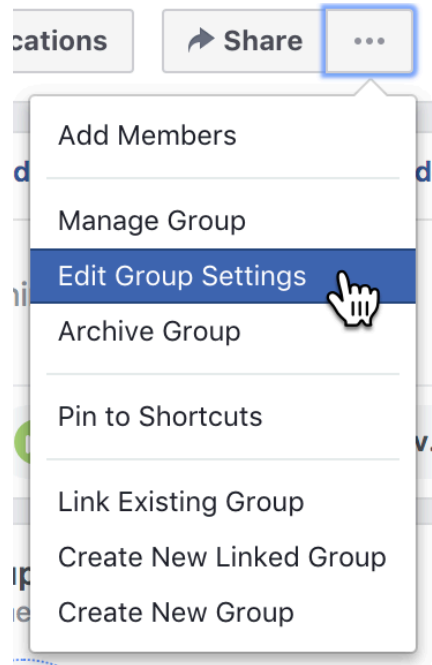 cations
Share
Add Members
Manage Group
Edit Group Settings
Archive Group
Pin to Shortcuts
Link Existing Group
Create New Linked Group
Create New Group